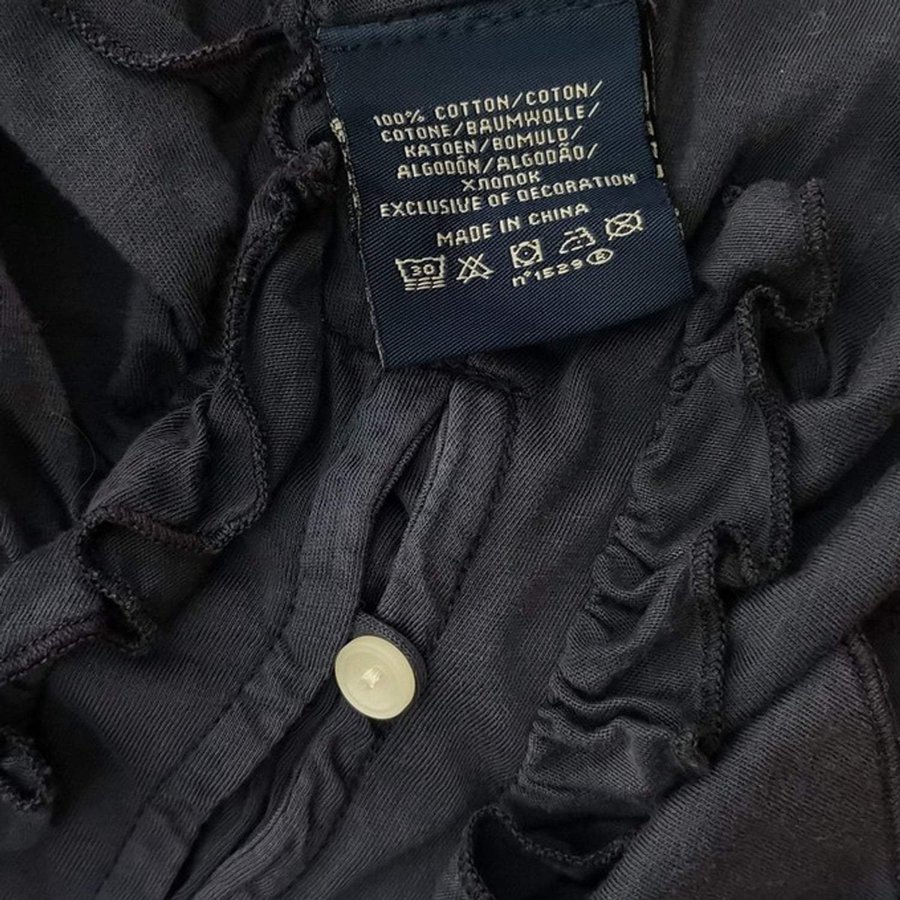 100% COTTON/COTON/
COTONE/BAUMWOLLE/
KATOEN/BOMULD/
ALGODÓN/ALGODÃO/
ХЛОПОК
EXCLUSIVE OF DECORATION
MADE IN CHINA
30
n°1529®